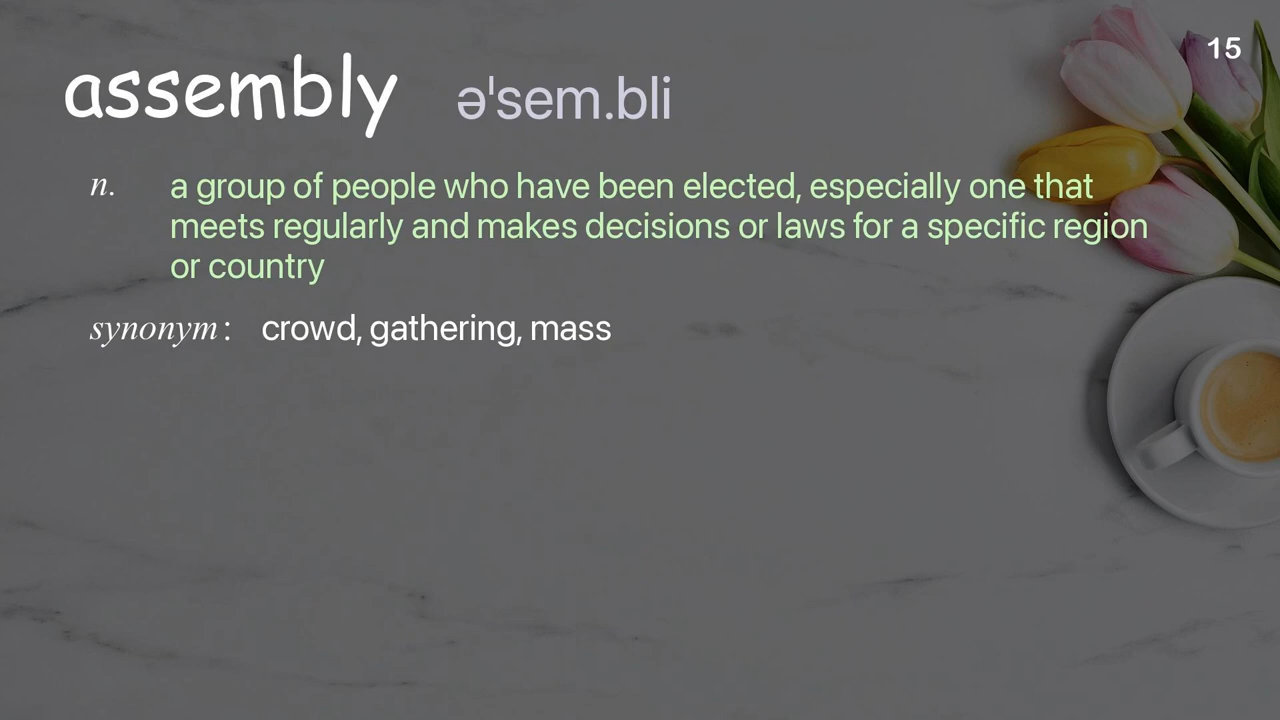 15
assembly əˈsem.bli
n. a group of people who have been elected, especially one that
meets regularly and makes decisions or laws for a specific region
or country
synonym: crowd, gathering, mass